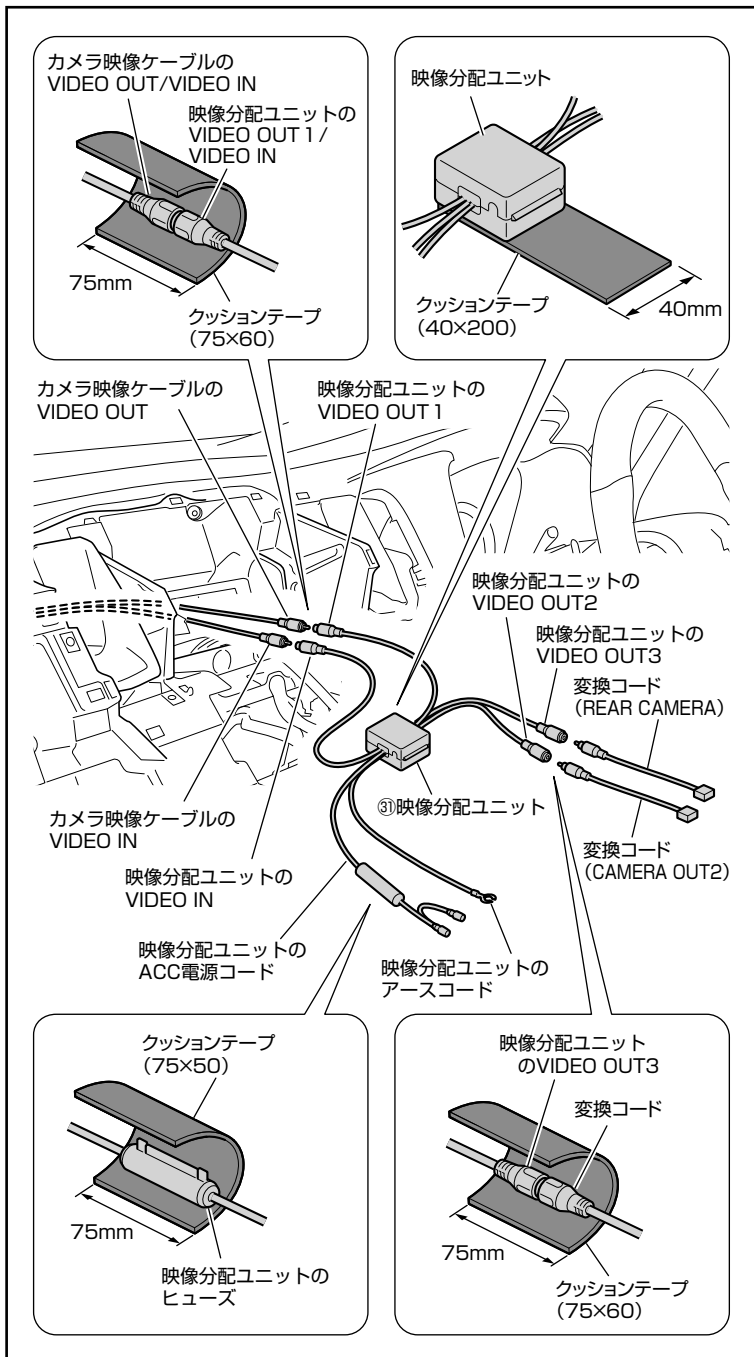 カメラ映像ケーブルの
VIDEO OUT/VIDEO IN
映像分配ユニットの
VIDEO OUT1/
VIDEO IN
75mm
クッションテープ
(75×60)
映像分配ユニット
クッションテープ
(40×200)
40mm
カメラ映像ケーブルの
VIDEO OUT
映像分配ユニットの
VIDEO OUT1
映像分配ユニットの
VIDEO OUT2
映像分配ユニットの
VIDEO OUT3
変換コード
(REAR CAMERA)
㉛映像分配ユニット
カメラ映像ケーブルの
VIDEO IN
変換コード
(CAMERA OUT2)
映像分配ユニットの
VIDEO IN
映像分配ユニットの
ACC電源コード
映像分配ユニットの
アースコード
クッションテープ
(75×50)
75mm
映像分配ユニットの
ヒューズ
映像分配ユニット
のVIDEO OUT3
変換コード
75mm
クッションテープ
(75×60)